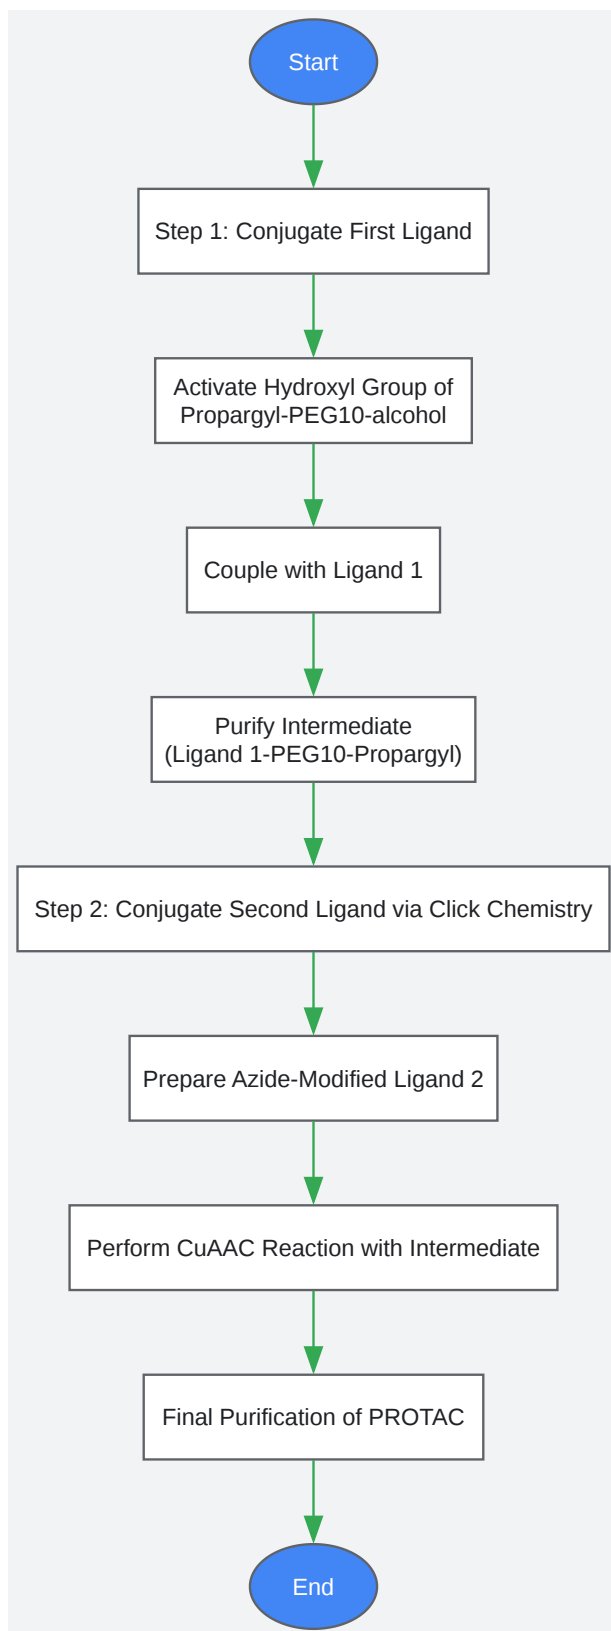 Start
Step 1: Conjugate First Ligand
Activate Hydroxyl Group of
Propargyl-PEG10-alcohol
Couple with Ligand 1
Purify Intermediate
(Ligand 1-PEG10-Propargyl)
Step 2: Conjugate Second Ligand via Click Chemistry
Prepare Azide-Modified Ligand 2
Perform CuAAC Reaction with Intermediate
Final Purification of PROTAC
End